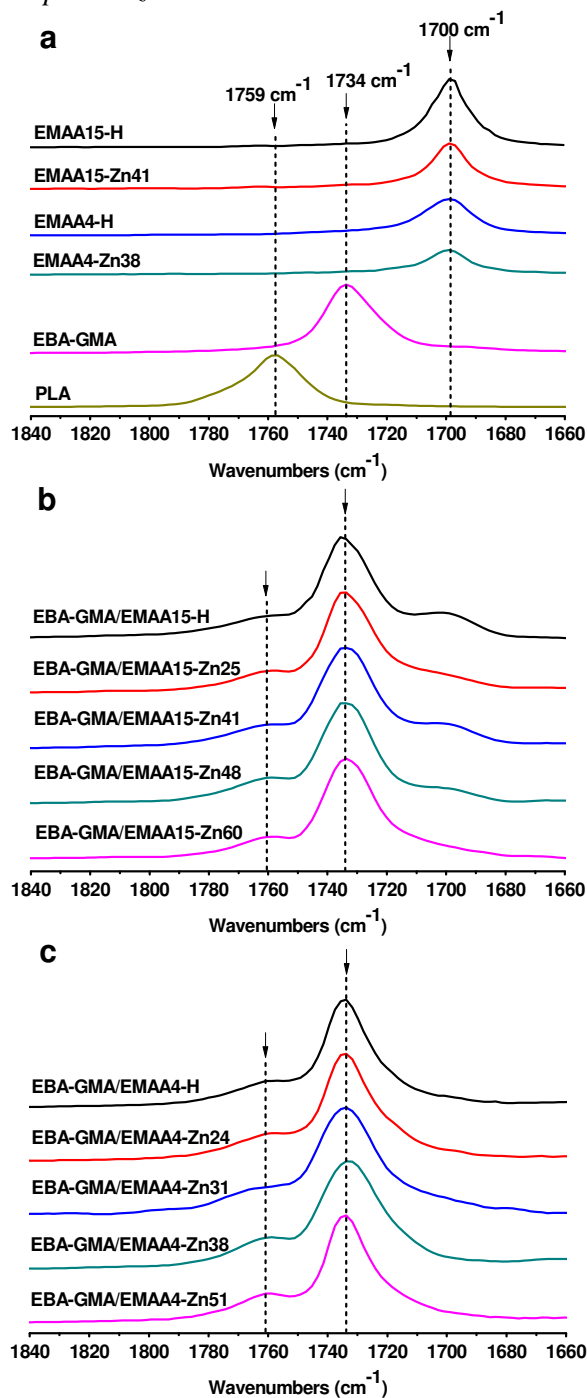 a
1700 cm-1
1734 cm-1
1759 cm-1
EMAA15-H
EMAA15-Zn41
EMAA4-H
EMAA4-Zn38
EBA-GMA
PLA
1840 1820 1800 1780 1760 1740 1720 1700 1680 1660
Wavenumbers (cm-1)
b
EBA-GMA/EMAA15-H
EBA-GMA/EMAA15-Zn25
EBA-GMA/EMAA15-Zn41
EBA-GMA/EMAA15-Zn48
EBA-GMA/EMAA15-Zn60
1840 1820 1800 1780 1760 1740 1720 1700 1680 1660
Wavenumbers (cm-1)
c
EBA-GMA/EMAA4-H
EBA-GMA/EMAA4-Zn24
EBA-GMA/EMAA4-Zn31
EBA-GMA/EMAA4-Zn38
EBA-GMA/EMAA4-Zn51
1840 1820 1800 1780 1760 1740 1720 1700 1680 1660
Wavenumbers (cm-1)